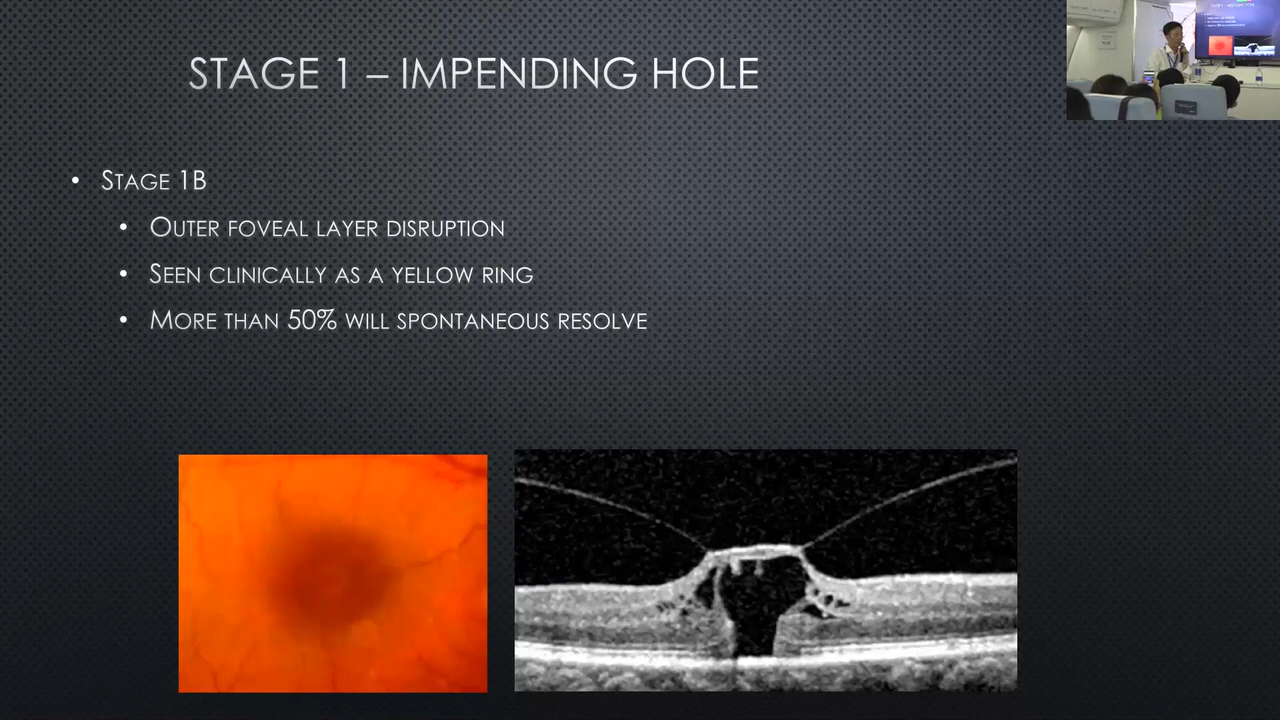 STAGE 1 – IMPENDING HOLE
• STAGE 1B
• OUTER FOVEAL LAYER DISRUPTION
• SEEN CLINICALLY AS A YELLOW RING
• MORE THAN 50% WILL SPONTANEOUS RESOLVE